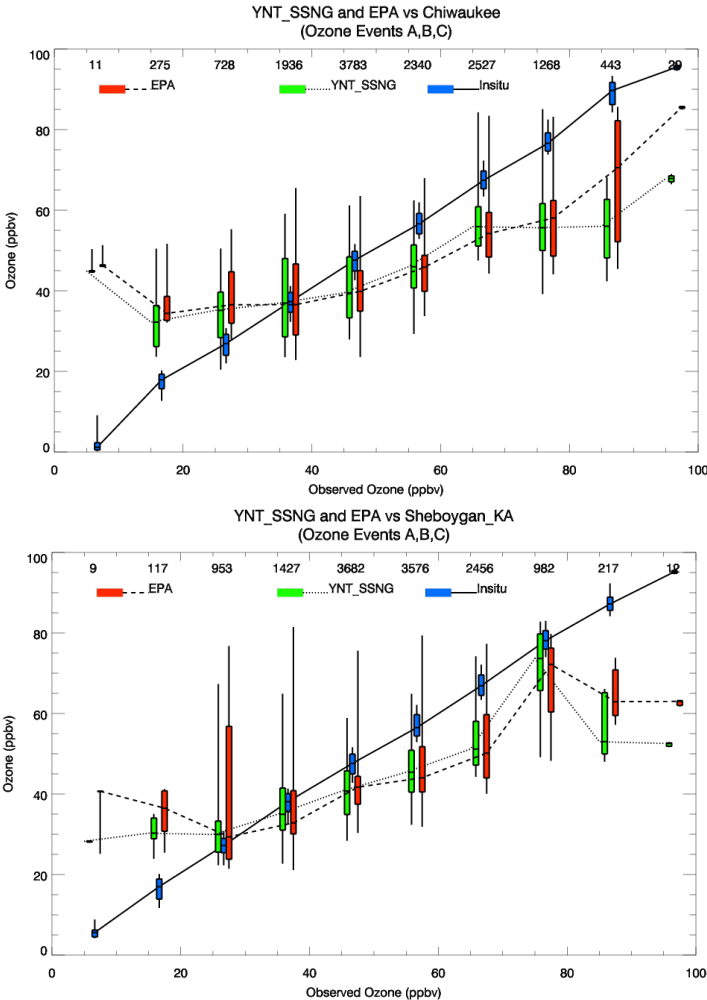 YNT_SSNG and EPA vs Chiwaukee
(Ozone Events A,B,C)
100
11 275 728 1936 3783 2340 2527 1268 443 29
EPA YNT_SSNG Insitu
80
60
Ozone (ppbv)
40
20
0
0 20 40 60 80 100
Observed Ozone (ppbv)
YNT_SSNG and EPA vs Sheboygan_KA
(Ozone Events A,B,C)
100
9 117 953 1427 3682 3576 2456 982 217 12
EPA YNT_SSNG Insitu
80
60
Ozone (ppbv)
40
20
0
0 20 40 60 80 100
Observed Ozone (ppbv)